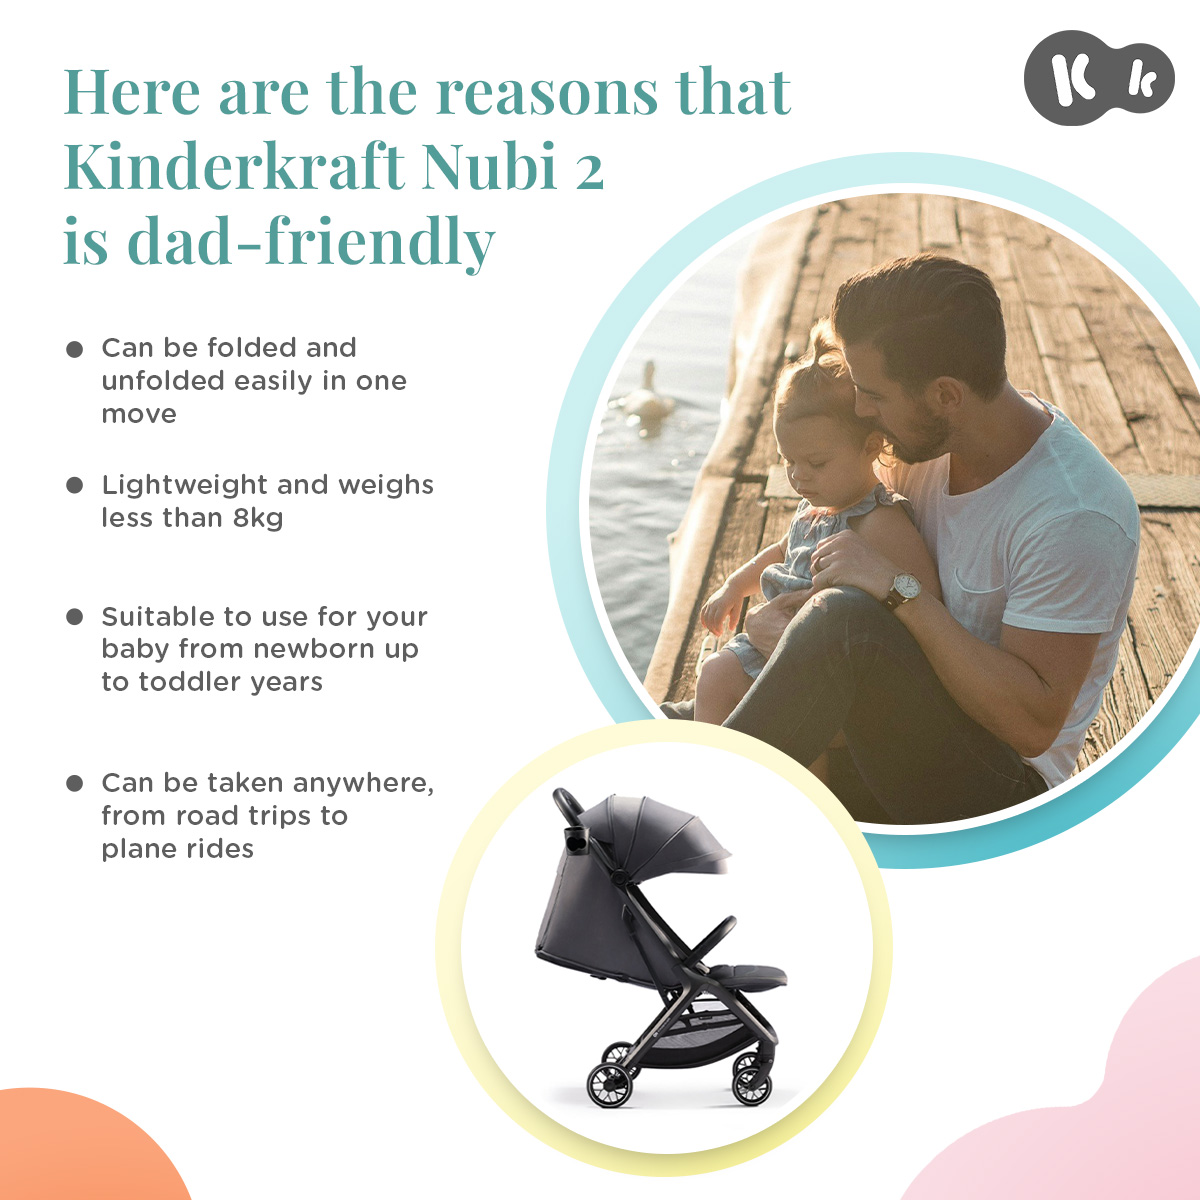 Here are the reasons that
Kinderkraft Nubi 2
is dad-friendly
K k
● Can be folded and
unfolded easily in one
move
● Lightweight and weighs
less than 8kg
● Suitable to use for your
baby from newborn up
to toddler years
● Can be taken anywhere,
from road trips to
plane rides